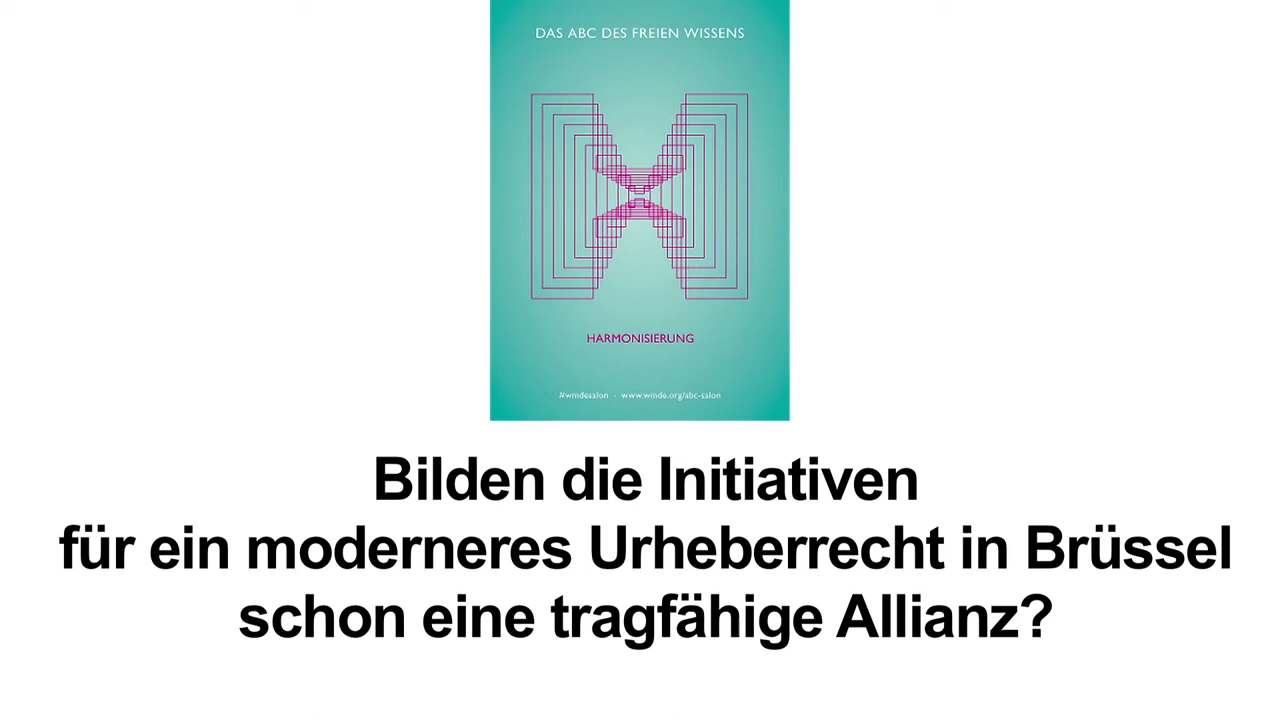 DAS ABC DES FREIEN WISSENS
HARMONISIERUNG
#wmdesalon - www.wmde.org/abc-salon
Bilden die Initiativen
für ein moderneres Urheberrecht in Brüssel
schon eine tragfähige Allianz?